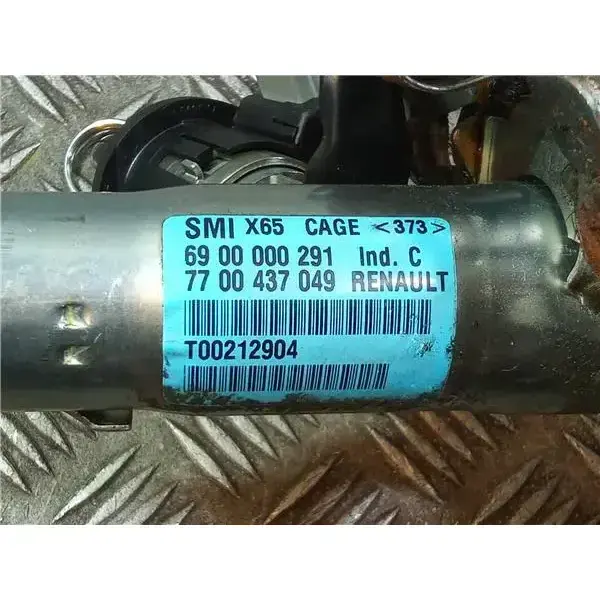 SMI X65 CAGE <373>
69 00 000 291 Ind. C
77 00 437 049 RENAULT
T00212904